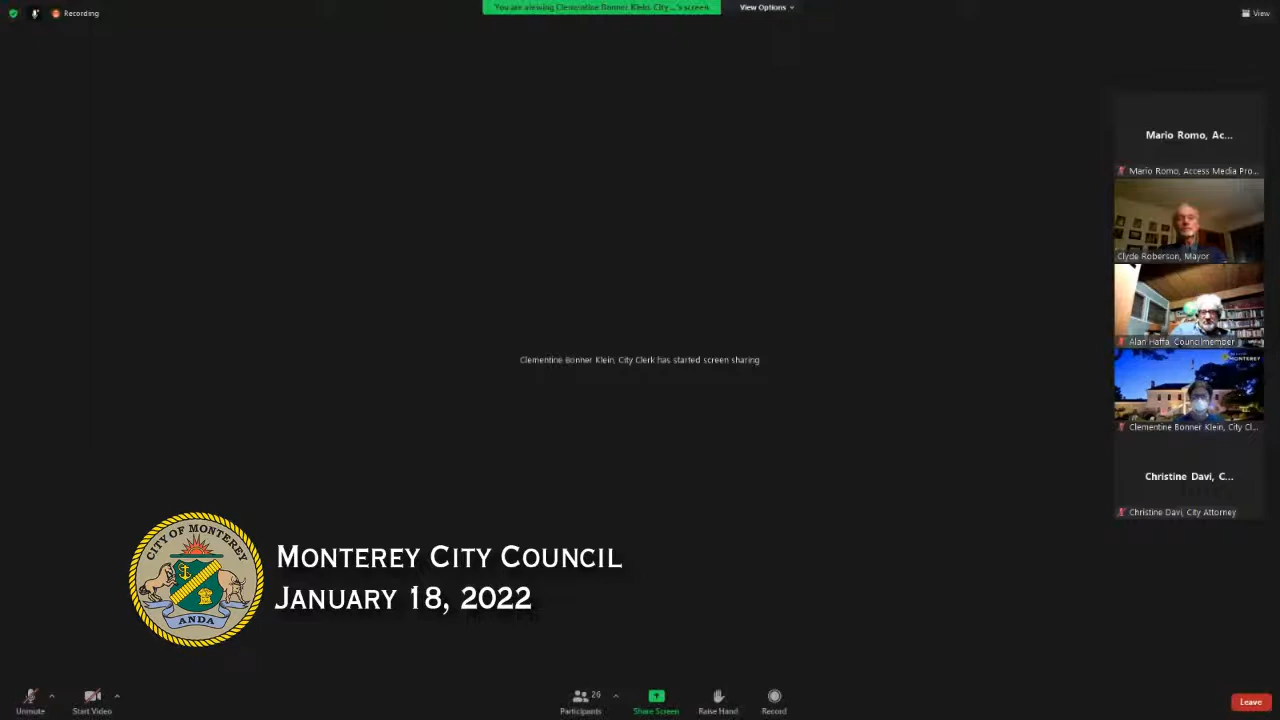 Recording
You are viewing Clementine Bonner Klein, City ...'s screen
View Options
View
Mario Romo, Ac...
Mario Romo, Access Media Pro...
Clyde Roberson, Mayor
Alan Haffa, Councilmember
MONTEREY
Clementine Bonner Klein, City Cl...
Christine Davi, C...
Christine Davi, City Attorney
Clementine Bonner Klein, City Clerk has started screen sharing
CITY OF MONTEREY
ANDA
MONTEREY CITY COUNCIL
JANUARY 18, 2022
Unmute
Start Video
26
Participants
Share Screen
Raise Hand
Record
Leave